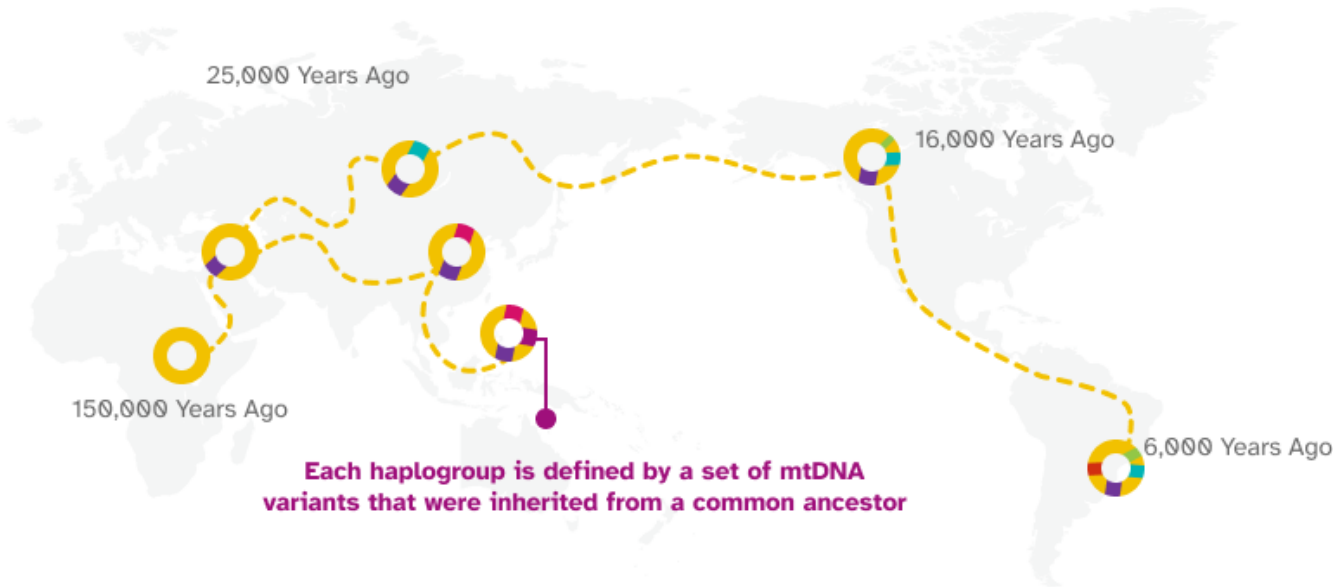 25,000 Years Ago
16,000 Years Ago
150,000 Years Ago
6,000 Years Ago
Each haplogroup is defined by a set of mtDNA
variants that were inherited from a common ancestor